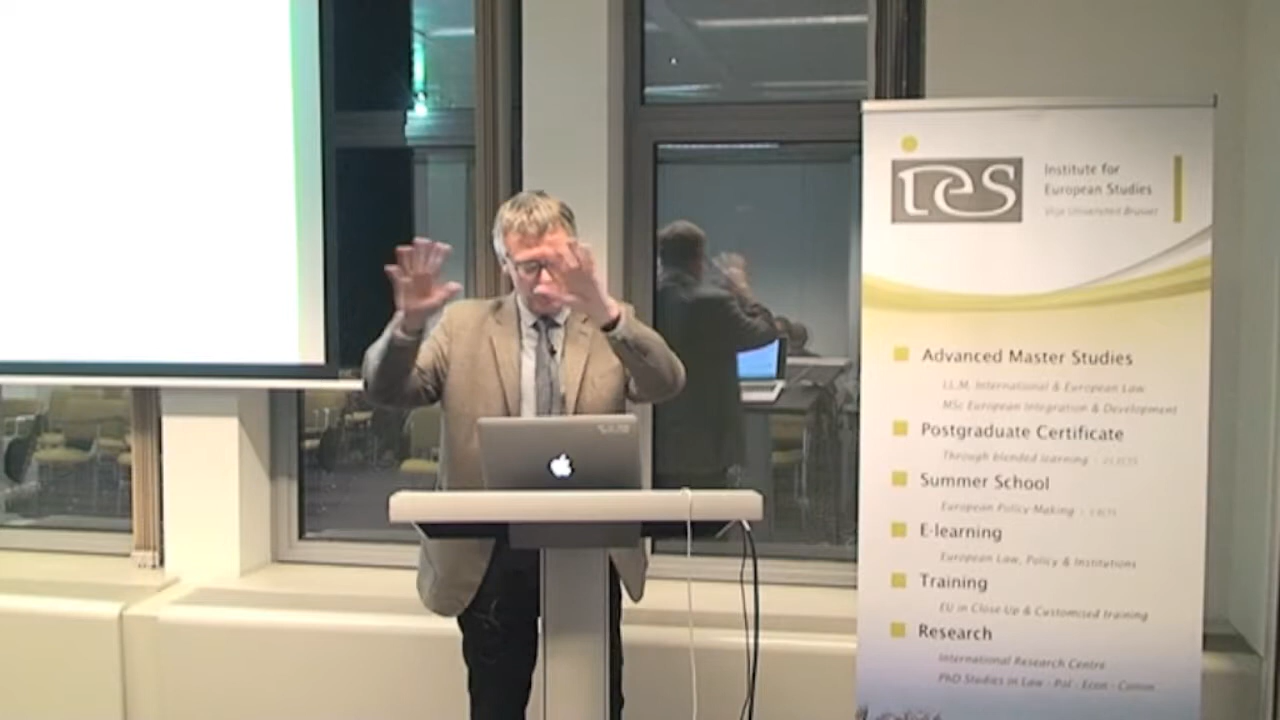 ies
Institute for
European Studies
Vrije Universiteit Brussel
Advanced Master Studies
LL.M. International & European Law
MSc European Integration & Development
Postgraduate Certificate
Through blended learning -
Summer School
European Policy-Making -
E-learning
European Law, Policy & Institutions
Training
EU in Close-Up & Customised training
Research
International Research Centre
PhD Studies in Law - Pol - Econ - Comm